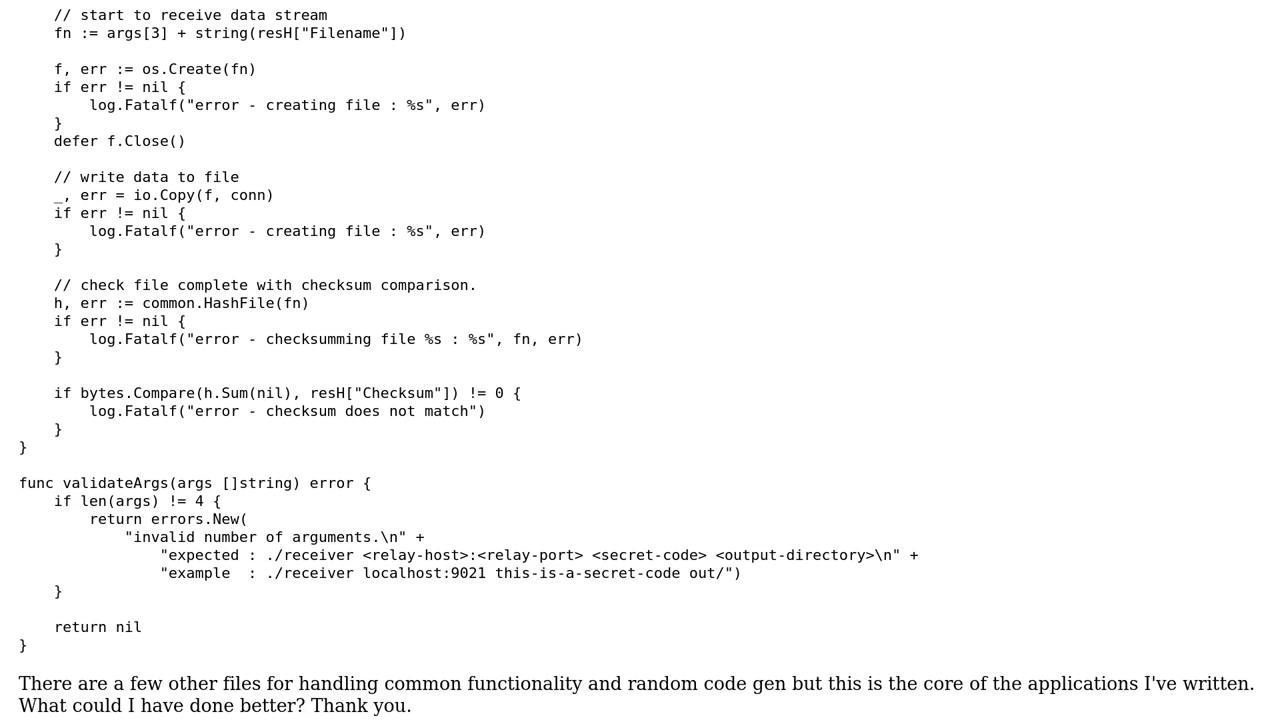 // start to receive data stream
fn := args[3] + string(resH["Filename"])
f, err := os.Create(fn)
if err != nil {
log.Fatalf("error - creating file : %s", err)
}
defer f.Close()
// write data to file
_, err = io.Copy(f, conn)
if err != nil {
log.Fatalf("error - creating file : %s", err)
}
// check file complete with checksum comparison.
h, err := common.HashFile(fn)
if err != nil {
log.Fatalf("error - checksumming file %s : %s", fn, err)
}
if bytes.Compare(h.Sum(nil), resH["Checksum"]) != 0 {
log.Fatalf("error - checksum does not match")
}
}
func validateArgs(args []string) error {
if len(args) != 4 {
return errors.New(
"invalid number of arguments.\n" +
"expected : ./receiver <relay-host>:<relay-port> <secret-code> <output-directory>\n" +
"example  : ./receiver localhost:9021 this-is-a-secret-code out/")
}
return nil
}
There are a few other files for handling common functionality and random code gen but this is the core of the applications I've written.
What could I have done better? Thank you.